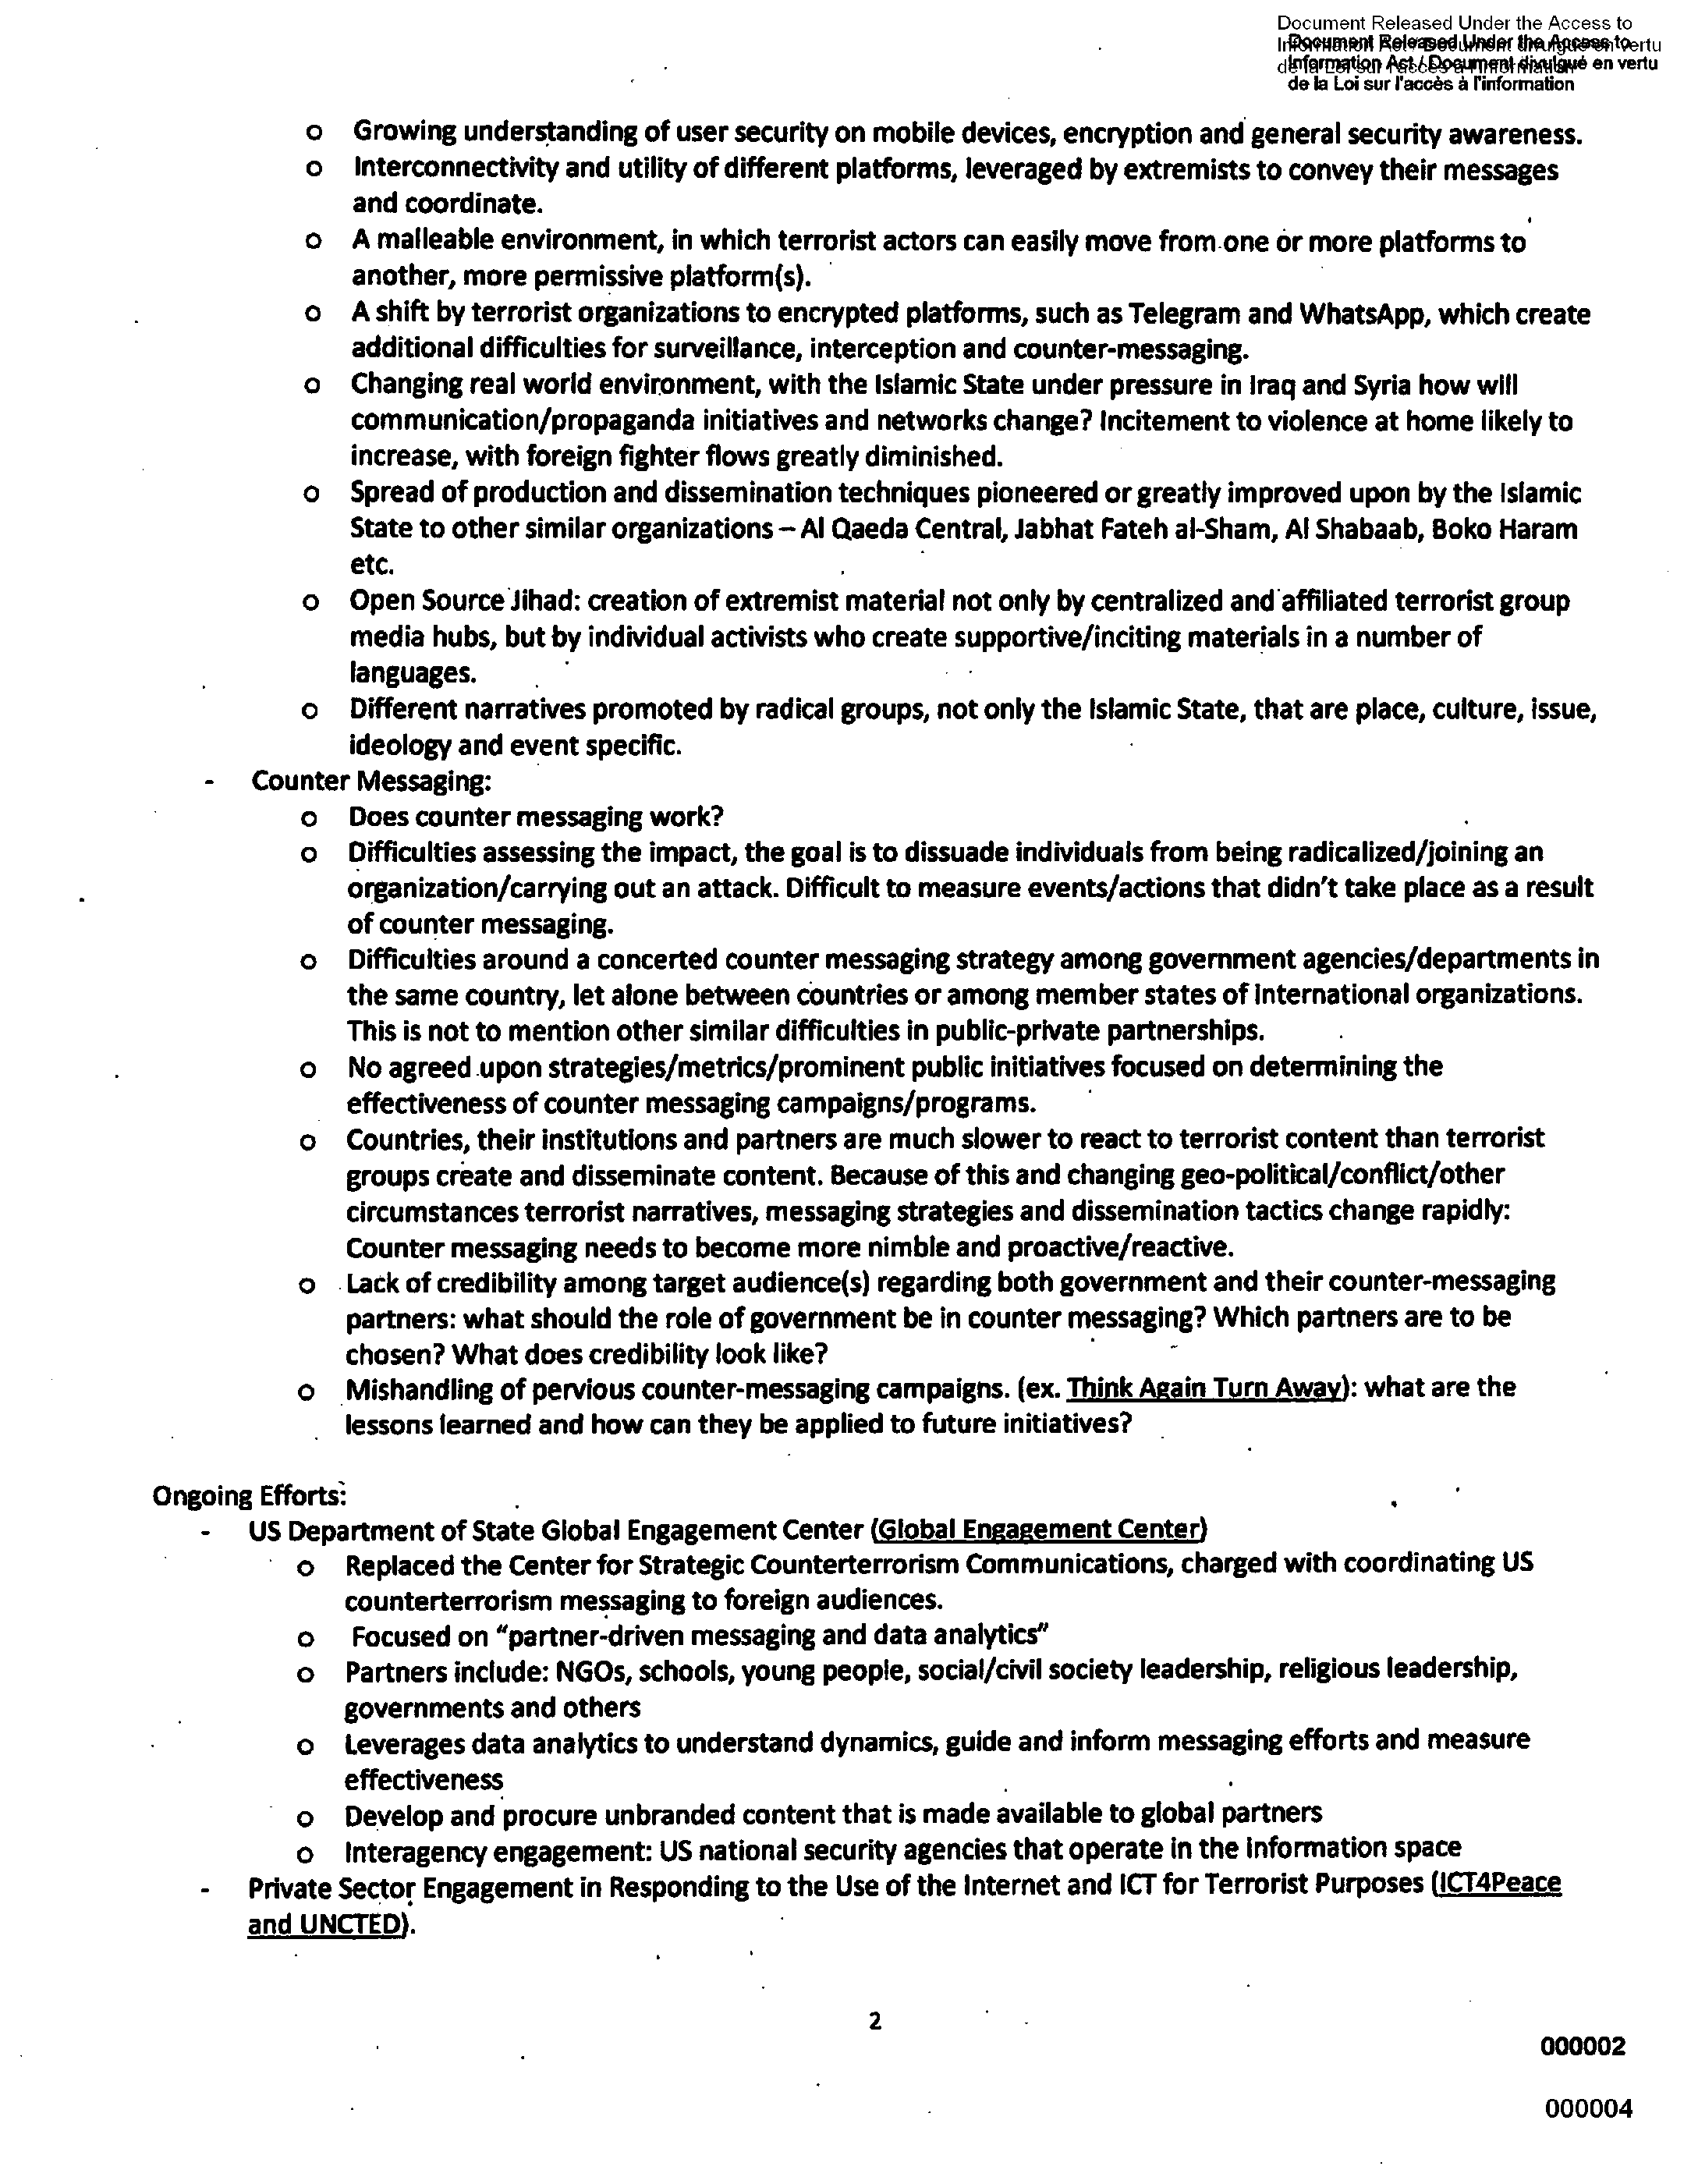 Document Released Under the Access to
Information Act / Document divulgué en vertu
de la Loi sur l'accès à l'information
Document Released Under the Access to
Information Act / Document divulgué en vertu
de la Loi sur l'accès à l'information
o Growing understanding of user security on mobile devices, encryption and general security awareness.
o Interconnectivity and utility of different platforms, leveraged by extremists to convey their messages
and coordinate.
o A malleable environment, in which terrorist actors can easily move from one or more platforms to
another, more permissive platform(s).
o A shift by terrorist organizations to encrypted platforms, such as Telegram and WhatsApp, which create
additional difficulties for surveillance, interception and counter-messaging.
o Changing real world environment, with the Islamic State under pressure in Iraq and Syria how will
communication/propaganda initiatives and networks change? Incitement to violence at home likely to
increase, with foreign fighter flows greatly diminished.
o Spread of production and dissemination techniques pioneered or greatly improved upon by the Islamic
State to other similar organizations – Al Qaeda Central, Jabhat Fateh al-Sham, Al Shabaab, Boko Haram
etc.
o Open Source Jihad: creation of extremist material not only by centralized and affiliated terrorist group
media hubs, but by individual activists who create supportive/inciting materials in a number of
languages.
o Different narratives promoted by radical groups, not only the Islamic State, that are place, culture, issue,
ideology and event specific.
- Counter Messaging:
o Does counter messaging work?
o Difficulties assessing the impact, the goal is to dissuade individuals from being radicalized/joining an
organization/carrying out an attack. Difficult to measure events/actions that didn't take place as a result
of counter messaging.
o Difficulties around a concerted counter messaging strategy among government agencies/departments in
the same country, let alone between countries or among member states of international organizations.
This is not to mention other similar difficulties in public-private partnerships.
o No agreed upon strategies/metrics/prominent public initiatives focused on determining the
effectiveness of counter messaging campaigns/programs.
o Countries, their institutions and partners are much slower to react to terrorist content than terrorist
groups create and disseminate content. Because of this and changing geo-political/conflict/other
circumstances terrorist narratives, messaging strategies and dissemination tactics change rapidly:
Counter messaging needs to become more nimble and proactive/reactive.
o Lack of credibility among target audience(s) regarding both government and their counter-messaging
partners: what should the role of government be in counter messaging? Which partners are to be
chosen? What does credibility look like?
o Mishandling of pervious counter-messaging campaigns. (ex. Think Again Turn Away): what are the
lessons learned and how can they be applied to future initiatives?
Ongoing Efforts:
- US Department of State Global Engagement Center (Global Engagement Center)
o Replaced the Center for Strategic Counterterrorism Communications, charged with coordinating US
counterterrorism messaging to foreign audiences.
o Focused on "partner-driven messaging and data analytics"
o Partners include: NGOs, schools, young people, social/civil society leadership, religious leadership,
governments and others
o Leverages data analytics to understand dynamics, guide and inform messaging efforts and measure
effectiveness
o Develop and procure unbranded content that is made available to global partners
o Interagency engagement: US national security agencies that operate in the information space
- Private Sector Engagement in Responding to the Use of the Internet and ICT for Terrorist Purposes (ICT4Peace
and UNCTED).
2
000002
000004